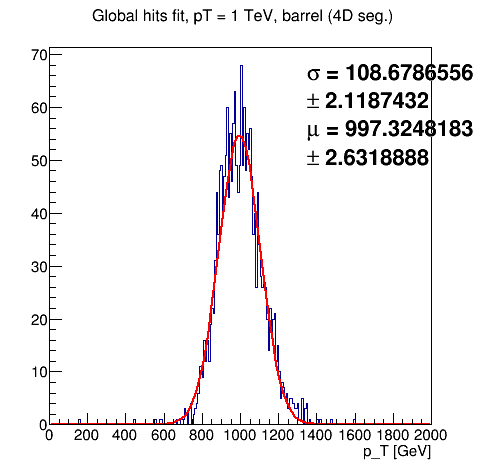 Global hits fit, pT = 1 TeV, barrel (4D seg.)
70
60
50
40
30
20
10
0
σ = 108.6786556
± 2.1187432
μ = 997.3248183
± 2.6318888
0 200 400 600 800 1000 1200 1400 1600 1800 2000
p_T [GeV]